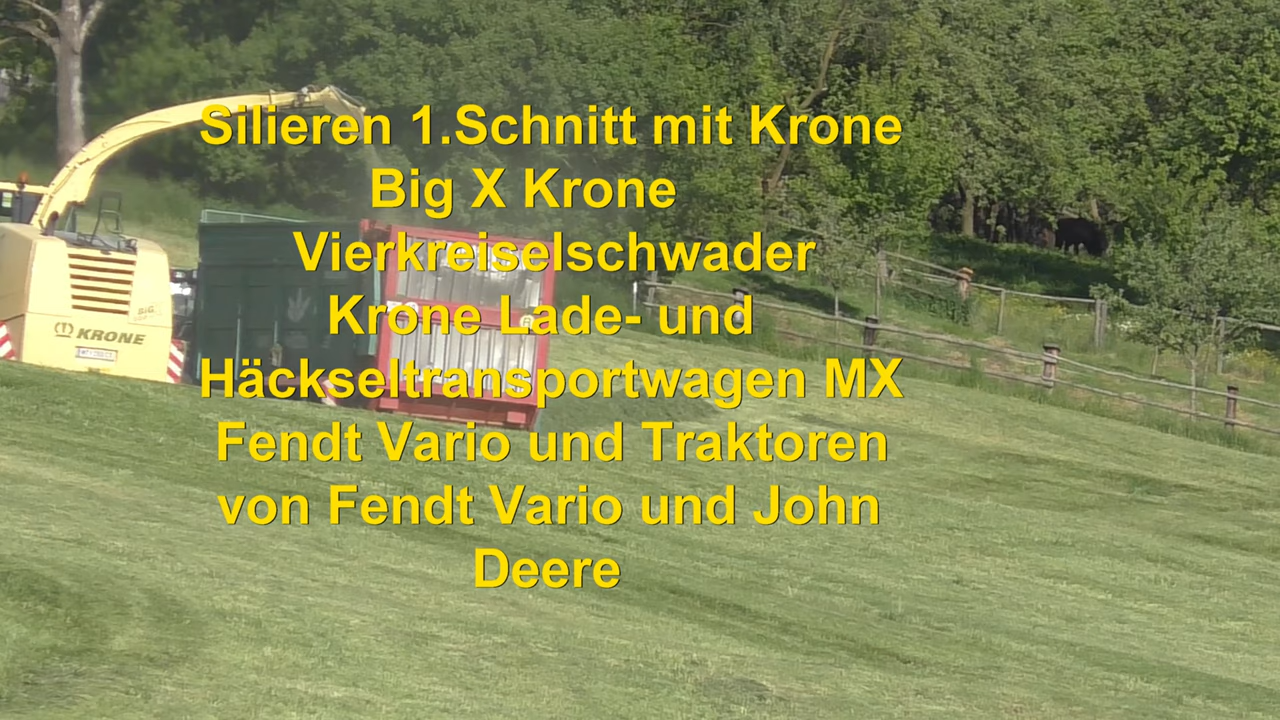 Silieren 1.Schnitt mit Krone
Big X Krone
Vierkreiselschwader
Krone Lade- und
Häckseltransportwagen MX
Fendt Vario und Traktoren
von Fendt Vario und John
Deere
BiG
KRONE